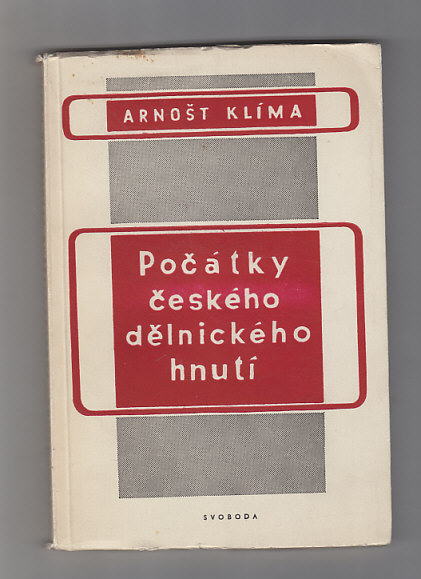 ARNOŠT KLÍMA
Počátky
českého
dělnického
hnutí
SVOBODA